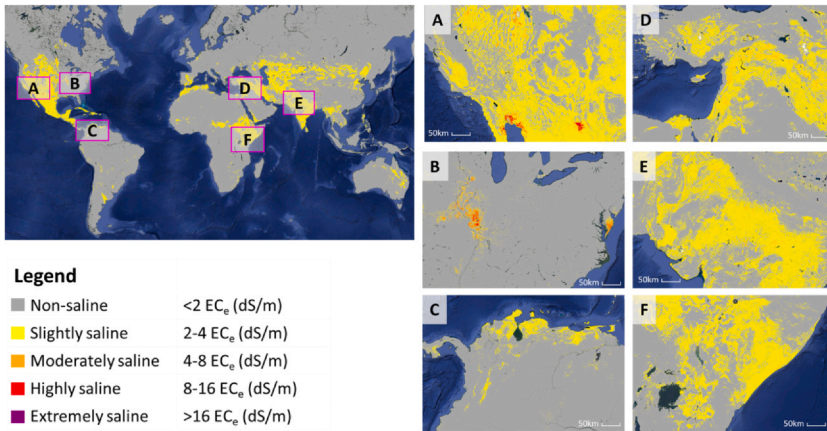 A
B
C
D
E
F
A
50km
D
50km
B
50km
E
50km
C
50km
F
50km
Legend
Non-saline <2 ECe (dS/m)
Slightly saline 2-4 ECe (dS/m)
Moderately saline 4-8 ECe (dS/m)
Highly saline 8-16 ECe (dS/m)
Extremely saline >16 ECe (dS/m)